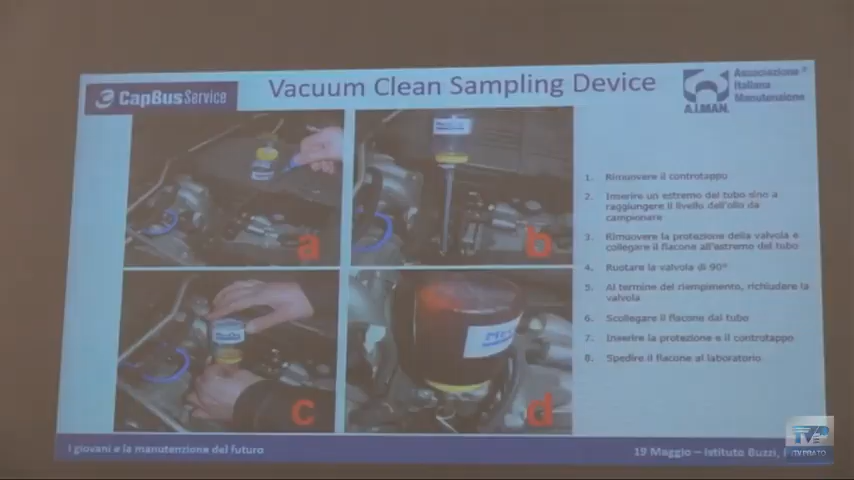 CapBus Service
Vacuum Clean Sampling Device
Associazione
Italiana
Manutenzione
A.I.MAN.
a
b
c
d
1. Rimuovere il controtappo
2. Inserire un estremo del tubo sino a
raggiungere il livello dell'olio da
campionare
3. Rimuovere la protezione della valvola e
collegare il flacone all'estremo del tubo
4. Ruotare la valvola di 90°
5. Al termine del riempimento, richiudere la
valvola
6. Scollegare il flacone dal tubo
7. Inserire la protezione e il controtappo
8. Spedire il flacone al laboratorio
I giovani e la manutenzione del futuro
19 Maggio – Istituto Buzzi,
TVP
TV PRATO